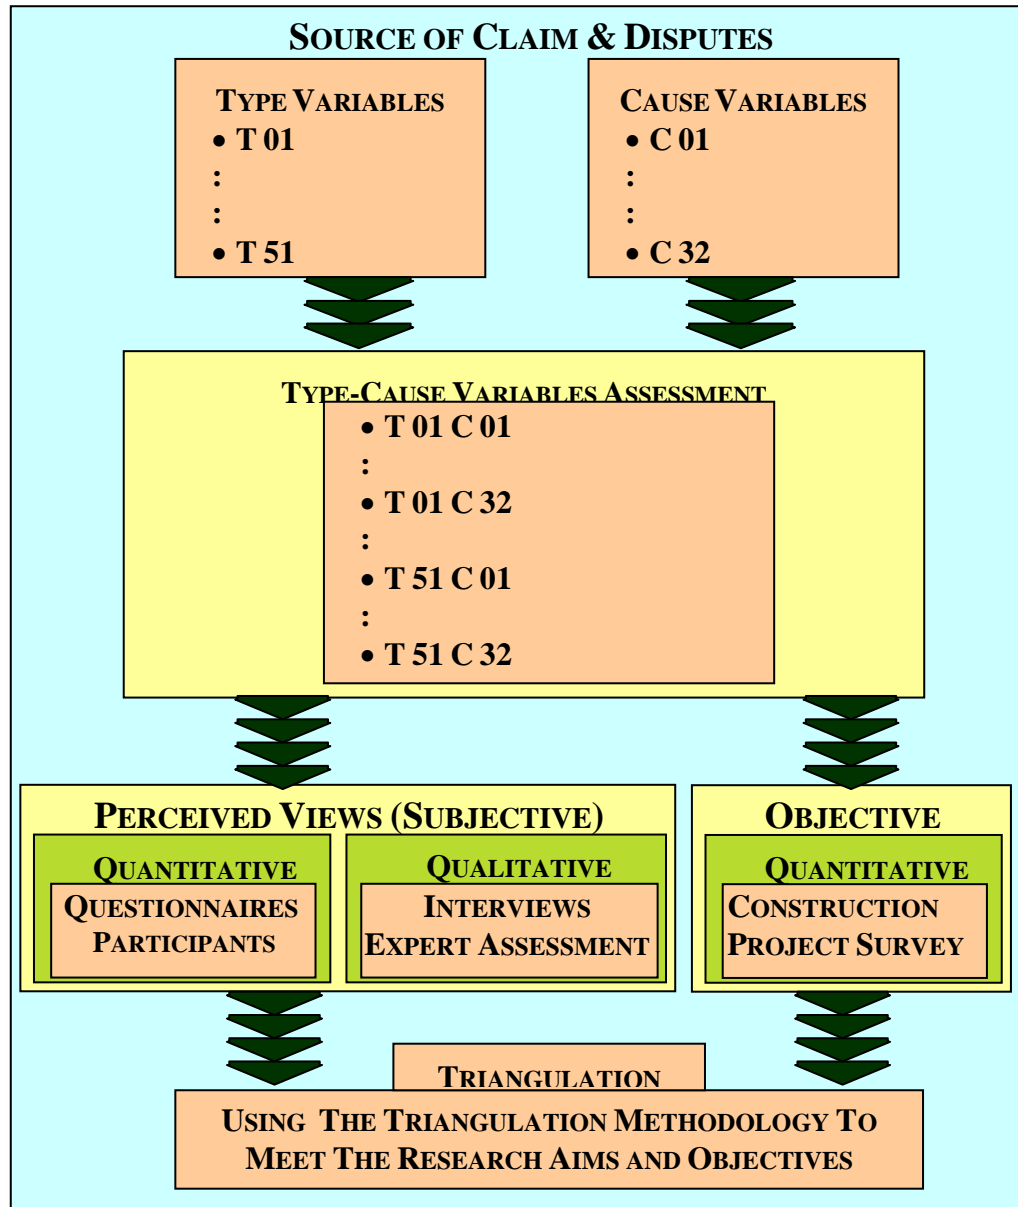 SOURCE OF CLAIM & DISPUTES
TYPE VARIABLES
• T 01
:
:
• T 51
CAUSE VARIABLES
• C 01
:
:
• C 32
TYPE-CAUSE VARIABLES ASSESSMENT
• T 01 C 01
:
• T 01 C 32
:
• T 51 C 01
:
• T 51 C 32
PERCEIVED VIEWS (SUBJECTIVE)
QUANTITATIVE
QUESTIONNAIRES
PARTICIPANTS
QUALITATIVE
INTERVIEWS
EXPERT ASSESSMENT
OBJECTIVE
QUANTITATIVE
CONSTRUCTION
PROJECT SURVEY
TRIANGULATION
USING THE TRIANGULATION METHODOLOGY TO
MEET THE RESEARCH AIMS AND OBJECTIVES